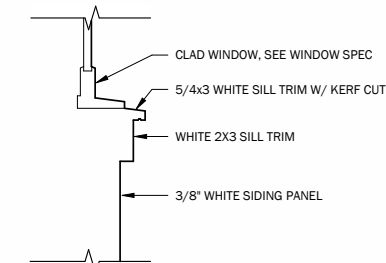 CLAD WINDOW, SEE WINDOW SPEC
5/4x3 WHITE SILL TRIM W/ KERF CUT
WHITE 2X3 SILL TRIM
3/8" WHITE SIDING PANEL